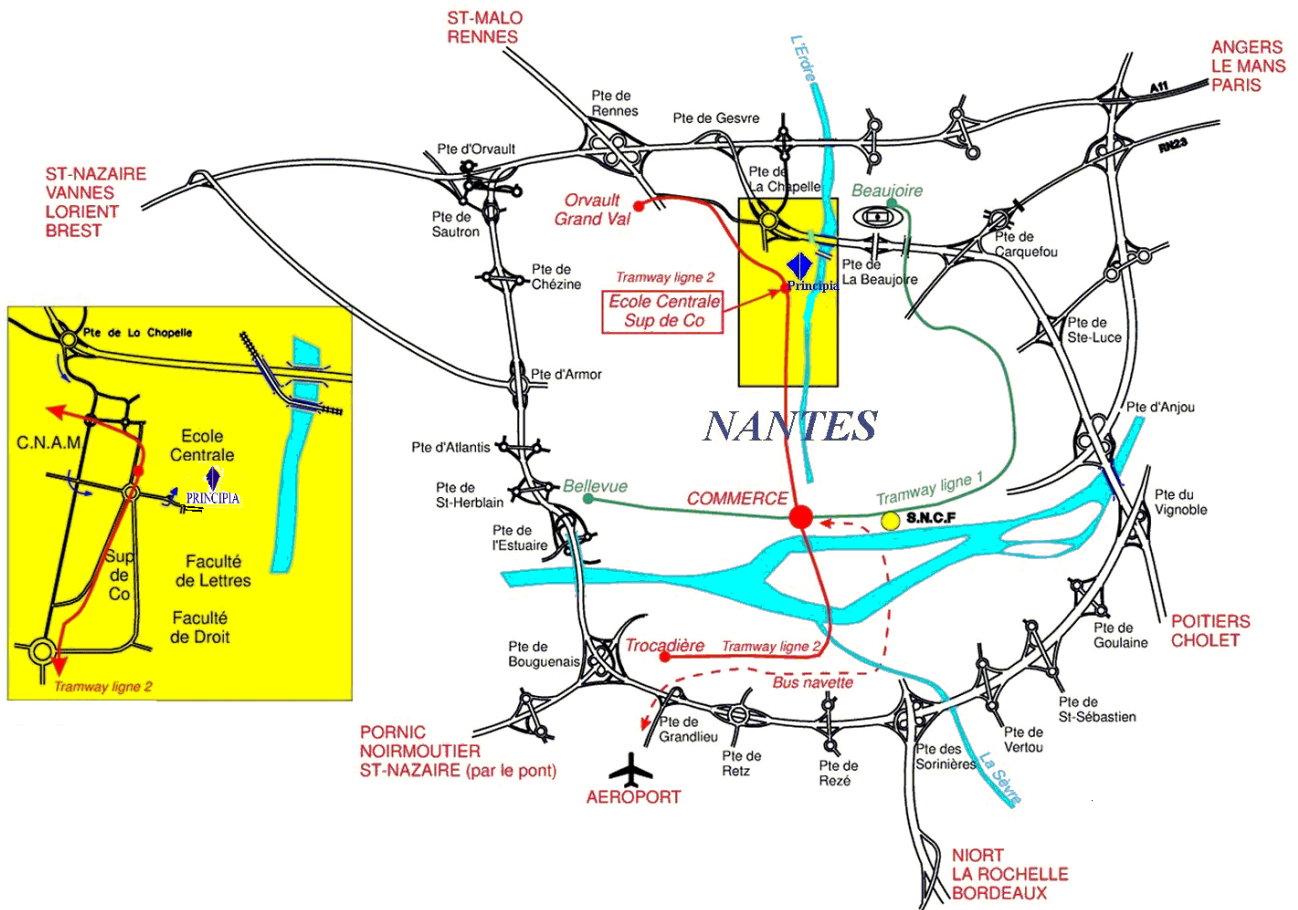 ST-MALO
RENNES
L'Erdre
ANGERS
LE MANS
PARIS
A11
RN23
Pte de
Rennes
Pte de Gesvre
Pte d'Orvault
ST-NAZAIRE
VANNES
LORIENT
BREST
Pte de
La Chapelle
Beaujoire
Orvault
Grand Val
Pte de
Sautron
Pte de
Carquefou
Pte de
Chézine
Tramway ligne 2
Principia
Pte de
La Beaujoire
Ecole Centrale
Sup de Co
Pte de
Ste-Luce
Pte d'Armor
Pte d'Anjou
NANTES
Pte d'Atlantis
Pte de
St-Herblain
Bellevue
COMMERCE
Tramway ligne 1
S.N.C.F
Pte du
Vignoble
Pte de
l'Estuaire
POITIERS
CHOLET
Pte de
Goulaine
Pte de
Bouguenais
Trocadière
Tramway ligne 2
Bus navette
Pte de
St-Sébastien
Pte de
Vertou
Pte de
Grandlieu
Pte de
Retz
Pte de
Rezé
Pte des
Sorinières
La Sèvre
PORNIC
NOIRMOUTIER
ST-NAZAIRE (par le pont)
AEROPORT
NIORT
LA ROCHELLE
BORDEAUX
Pte de La Chapelle
C.N.A.M.
Ecole
Centrale
PRINCIPIA
Sup
de
Co
Faculté
de Lettres
Faculté
de Droit
Tramway ligne 2